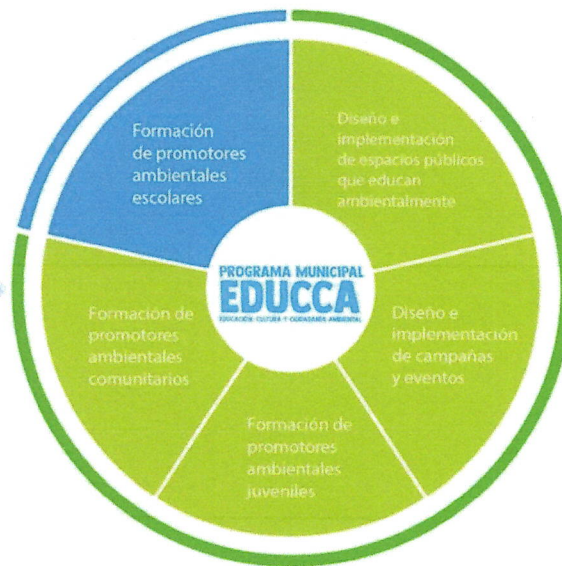 Formación
de promotores
ambientales
escolares
Diseño e
implementación
de espacios públicos
que educan
ambientalmente
PROGRAMA MUNICIPAL
EDUCCA
EDUCACIÓN, CULTURA Y CIUDADANÍA AMBIENTAL
Formación de
promotores
ambientales
comunitarios
Diseño e
implementación
de campañas
y eventos
Formación de
promotores
ambientales
juveniles